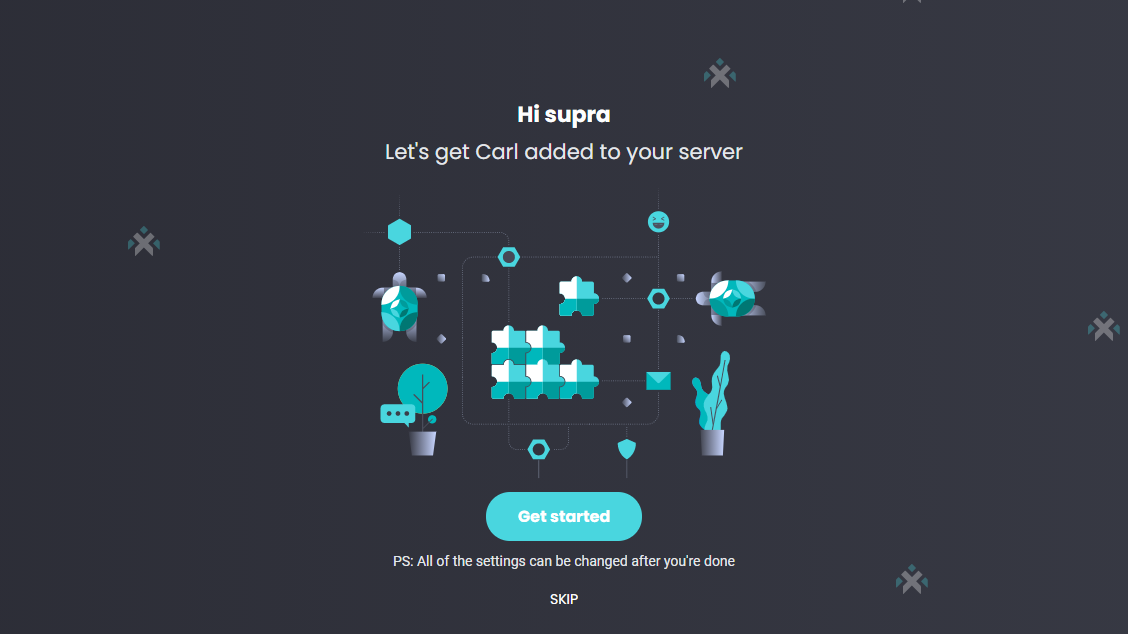 Hi supra
Let's get Carl added to your server
Get started
PS: All of the settings can be changed after you're done
SKIP